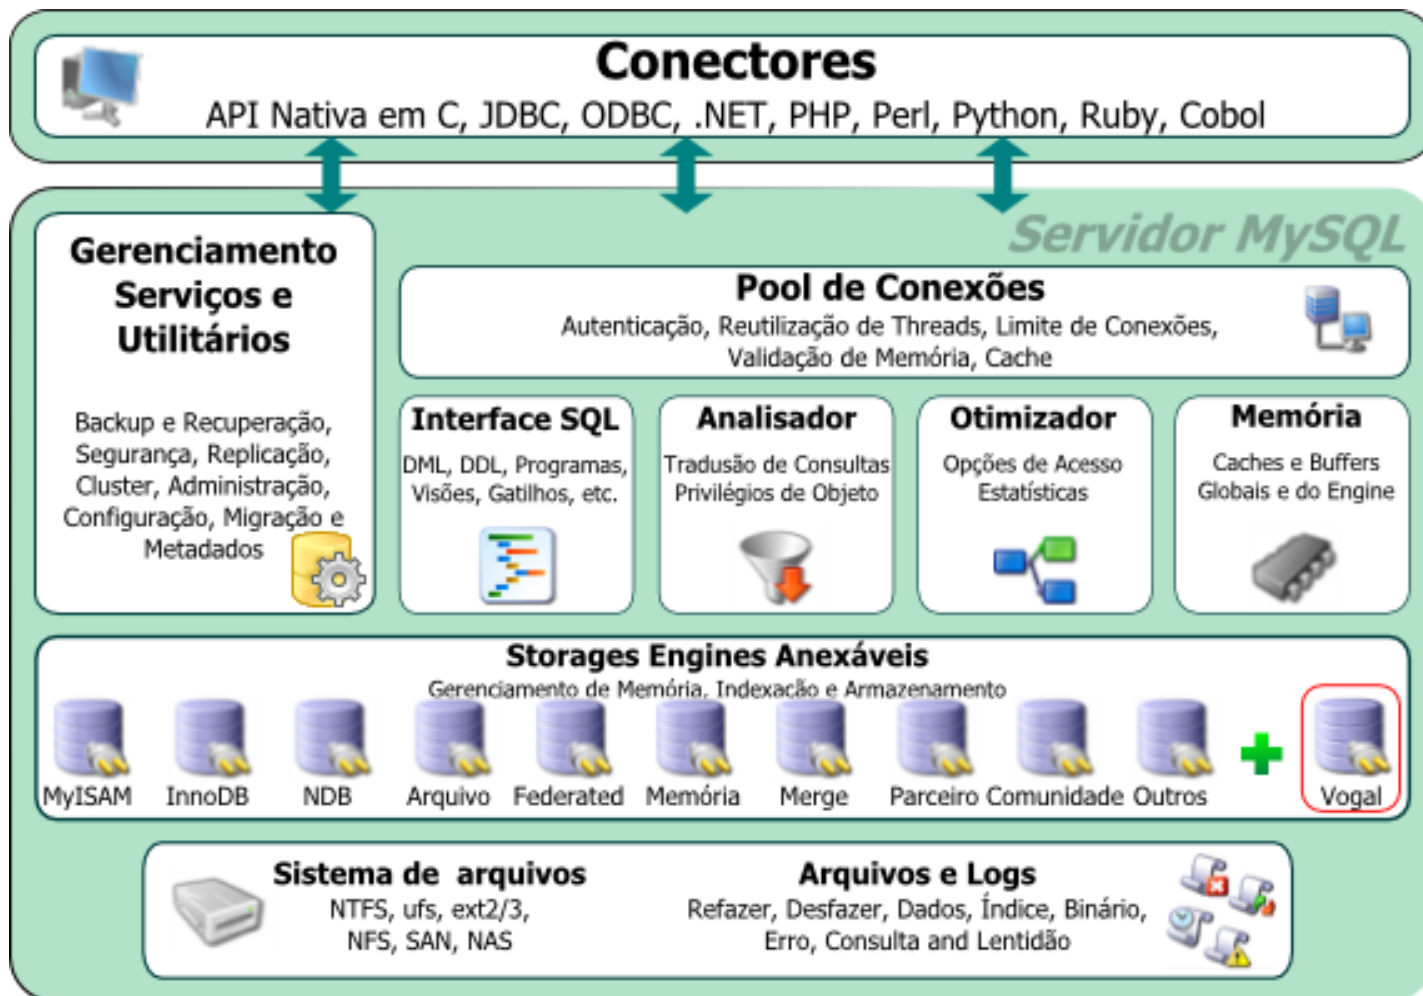 Conectores
API Nativa em C, JDBC, ODBC, .NET, PHP, Perl, Python, Ruby, Cobol
Servidor MySQL
Gerenciamento
Serviços e
Utilitários
Backup e Recuperação,
Segurança, Replicação,
Cluster, Administração,
Configuração, Migração e
Metadados
Pool de Conexões
Autenticação, Reutilização de Threads, Limite de Conexões,
Validação de Memória, Cache
Interface SQL
DML, DDL, Programas,
Visões, Gatilhos, etc.
Analisador
Tradusão de Consultas
Privilégios de Objeto
Otimizador
Opções de Acesso
Estatísticas
Memória
Caches e Buffers
Globais e do Engine
Storages Engines Anexáveis
Gerenciamento de Memória, Indexação e Armazenamento
MyISAM InnoDB NDB Arquivo Federated Memória Merge Parceiro Comunidade Outros Vogal
Sistema de arquivos
NTFS, ufs, ext2/3,
NFS, SAN, NAS
Arquivos e Logs
Refazer, Desfazer, Dados, Índice, Binário,
Erro, Consulta and Lentidão